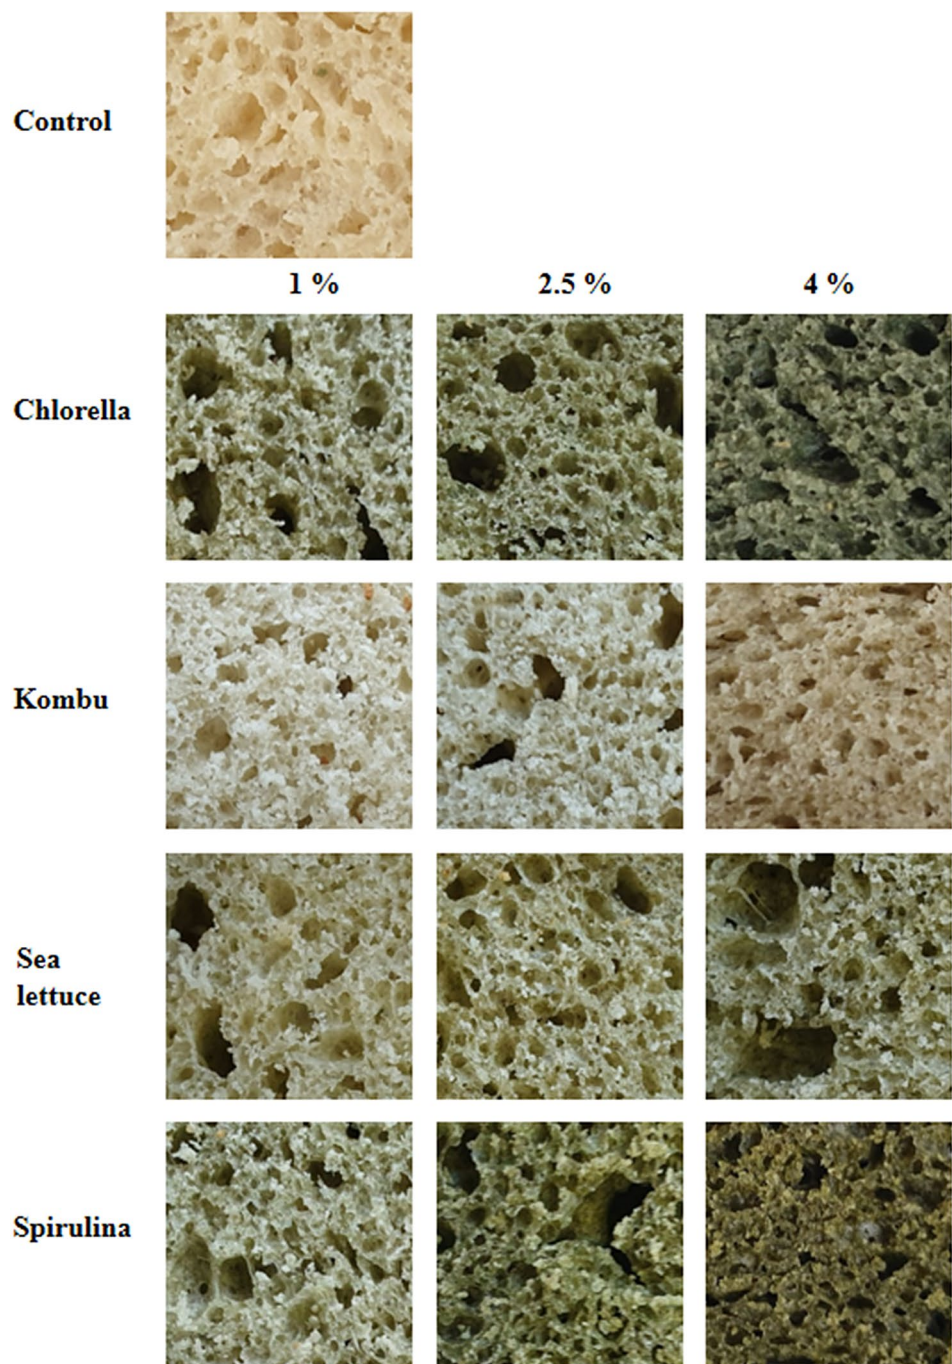 Control
1 %
2.5 %
4 %
Chlorella
Kombu
Sea
lettuce
Spirulina